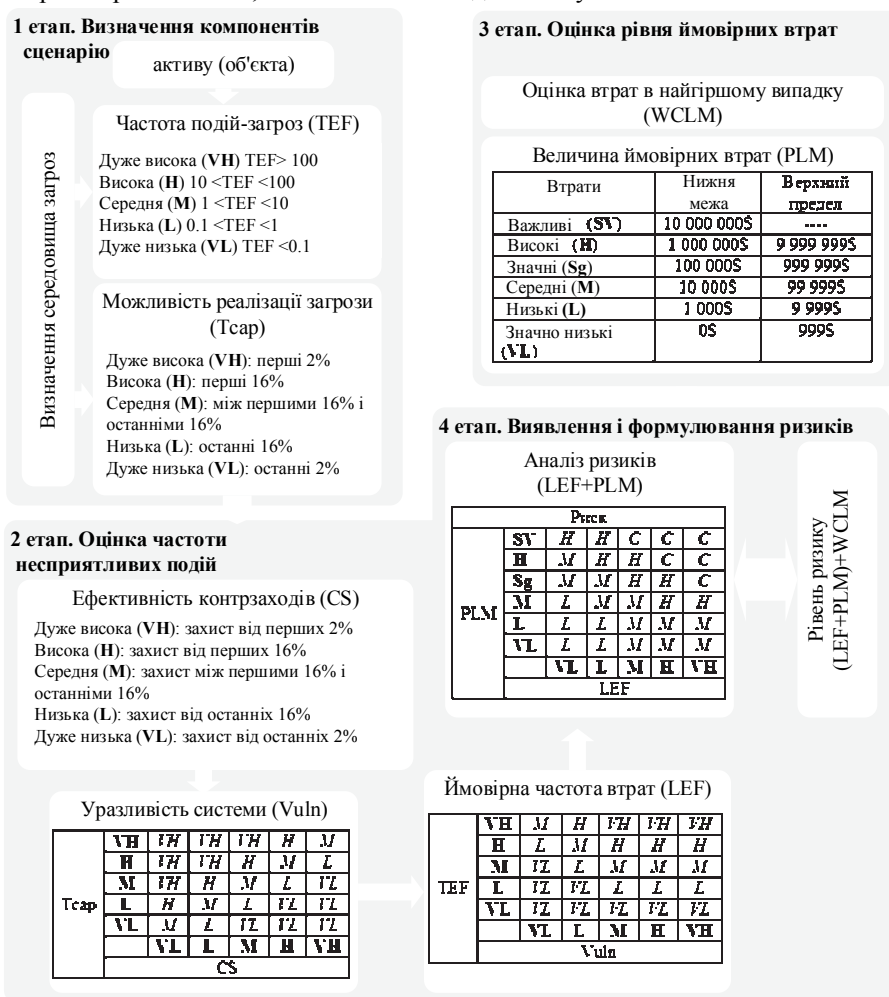 1 етап. Визначення компонентів
сценарію
активу (об'єкта)
Визначення середовища загроз
Частота подій-загроз (TEF)
Дуже висока (VH) TEF> 100
Висока (H) 10 <TEF <100
Середня (M) 1 <TEF <10
Низька (L) 0.1 <TEF <1
Дуже низька (VL) TEF <0.1
Можливість реалізації загрози
(Tcap)
Дуже висока (VH): перші 2%
Висока (H): перші 16%
Середня (M): між першими 16% і
останніми 16%
Низька (L): останні 16%
Дуже низька (VL): останні 2%
2 етап. Оцінка частоти
несприятливих подій
Ефективність контрзаходів (CS)
Дуже висока (VH): захист від перших 2%
Висока (H): захист від перших 16%
Середня (M): захист між першими 16% і
останніми 16%
Низька (L): захист від останніх 16%
Дуже низька (VL): захист від останніх 2%
Уразливість системи (Vuln)
Tcap
VH VH VH VH H M
H VH VH H M L
M VH H M L VL
L H M L VL VL
VL M L VL VL VL
VL L M H VH
CS
3 етап. Оцінка рівня ймовірних втрат
Оцінка втрат в найгіршому випадку
(WCLM)
Величина ймовірних втрат (PLM)
Втрати Нижня Верхний
межа предел
Важливі (SV) 10 000 000$ ----
Високі (H) 1 000 000$ 9 999 999$
Значні (Sg) 100 000$ 999 999$
Середні (M) 10 000$ 99 999$
Низькі (L) 1 000$ 9 999$
Значно низькі 0$ 999$
(VL)
4 етап. Виявлення і формулювання ризиків
Аналіз ризиків
(LEF+PLM)
Риск
PLM
SV H H C C C
H M H H C C
Sg M M H H C
M L M M H H
L L L M M M
VL L L M M M
VL L M H VH
LEF
Рівень ризику
(LEF+PLM)+WCLM
Ймовірна частота втрат (LEF)
TEF
VH M H VH VH VH
H L M H H H
M VL L M M M
L VL VL L L L
VL VL VL VL VL VL
VL L M H VH
Vuln